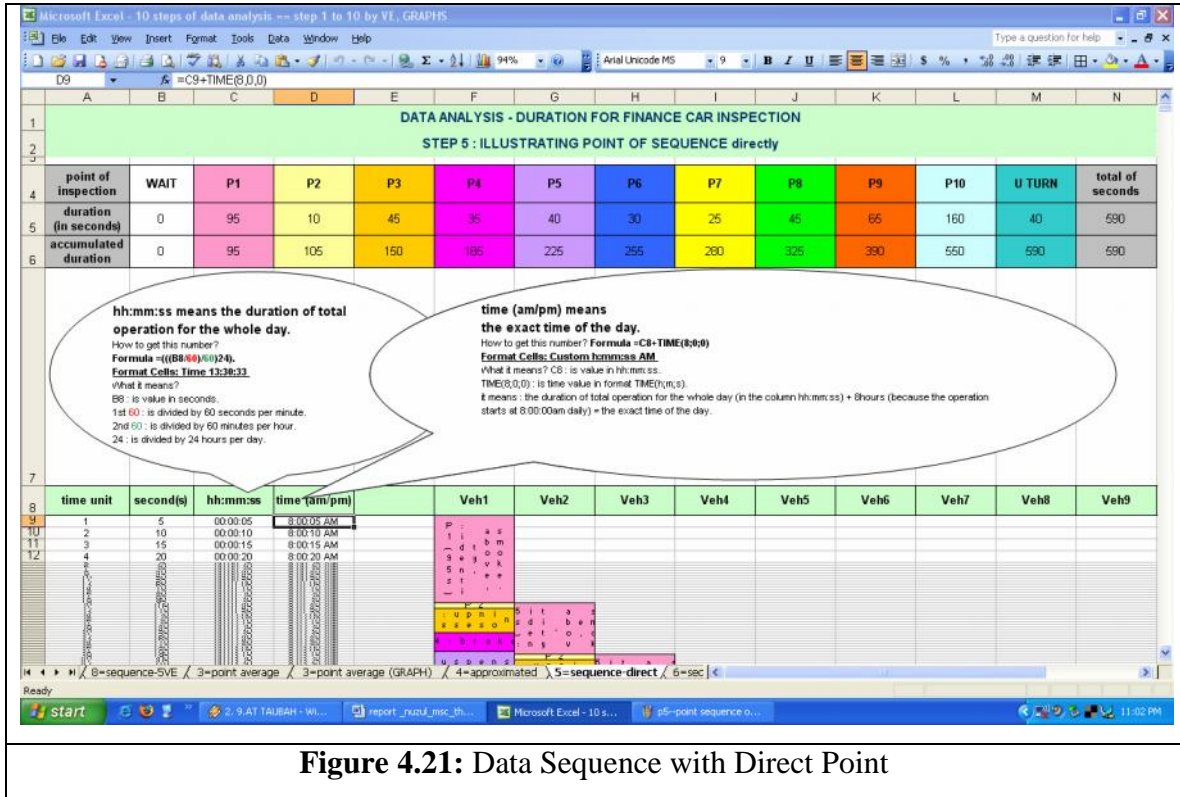 Microsoft Excel - 10 steps of data analysis -- step 1 to 10 by VE, GRAPHS
File Edit View Insert Format Tools Data Window Help Type a question for help
94% Arial Unicode MS 9 B I U $ % ,
D9 fx =C9+TIME(8,0,0)
A B C D E F G H I J K L M N
1 DATA ANALYSIS - DURATION FOR FINANCE CAR INSPECTION
2 STEP 5 : ILLUSTRATING POINT OF SEQUENCE directly
3
4 point of inspection WAIT P1 P2 P3 P4 P5 P6 P7 P8 P9 P10 U TURN total of seconds
5 duration (in seconds) 0 95 10 45 35 40 30 25 45 65 160 40 590
6 accumulated duration 0 95 105 150 185 225 255 280 325 390 550 590 590
hh:mm:ss means the duration of total
operation for the whole day.
How to get this number?
Formula =(((B8/60)/60)24).
Format Cells: Time 13:30:33
What it means?
B8 : is value in seconds.
1st 60 : is divided by 60 seconds per minute.
2nd 60 : is divided by 60 minutes per hour.
24 : is divided by 24 hours per day.
time (am/pm) means
the exact time of the day.
How to get this number? Formula =C8+TIME(8;0;0)
Format Cells: Custom h:mm:ss AM
What it means? C8 : is value in hh:mm:ss.
TIME(8;0;0) : is time value in format TIME(h;m;s).
it means : the duration of total operation for the whole day (in the column hh:mm:ss) + 8hours (because the operation
starts at 8:00:00am daily) = the exact time of the day.
7
8 time unit second(s) hh:mm:ss time (am/pm) Veh1 Veh2 Veh3 Veh4 Veh5 Veh6 Veh7 Veh8 Veh9
9 1 5 00:00:05 8:00:05 AM
10 2 10 00:00:10 8:00:10 AM
11 3 15 00:00:15 8:00:15 AM
12 4 20 00:00:20 8:00:20 AM
8=sequence-5VE / 3=point average / 3=point average (GRAPH) / 4=approximated \ 5=sequence-direct / 6=sec
Ready
start 2. 9.AT TAUBAH - Wi... report _nuzul_msc_th... Microsoft Excel - 10 s... p5--point sequence o... 11:02 PM
Figure 4.21: Data Sequence with Direct Point